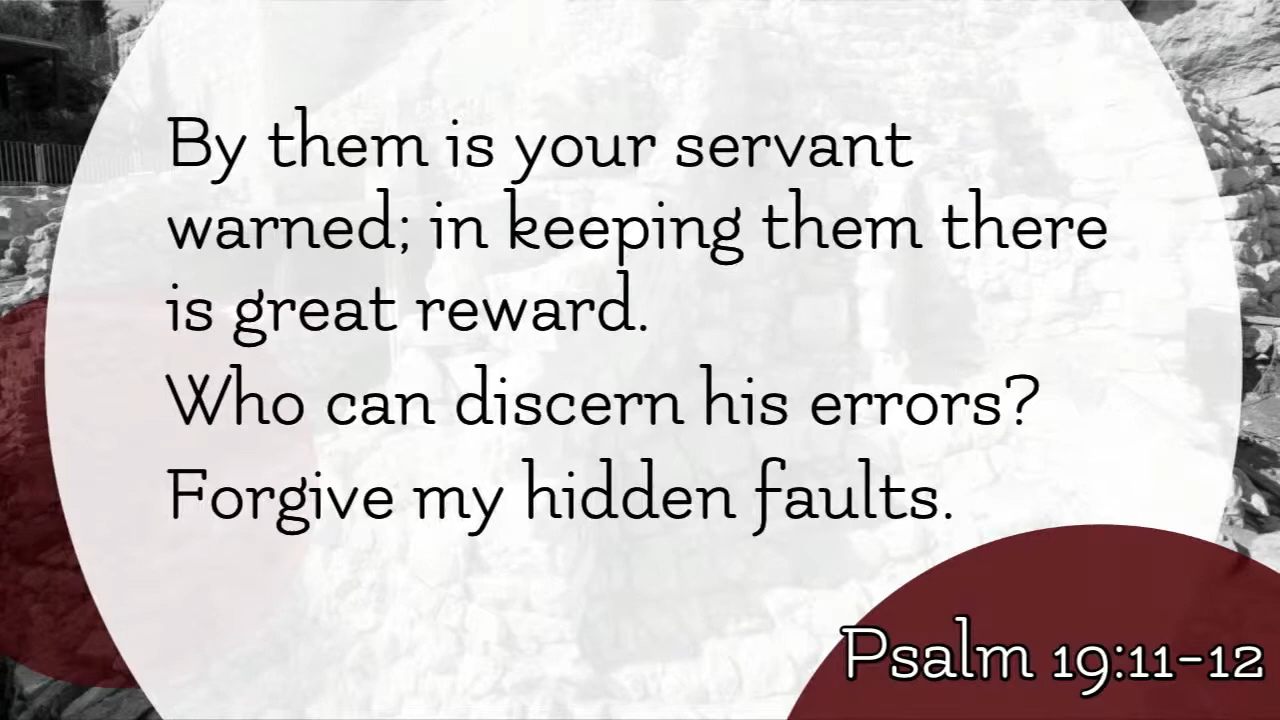 By them is your servant
warned; in keeping them there
is great reward.
Who can discern his errors?
Forgive my hidden faults.
Psalm 19:11-12